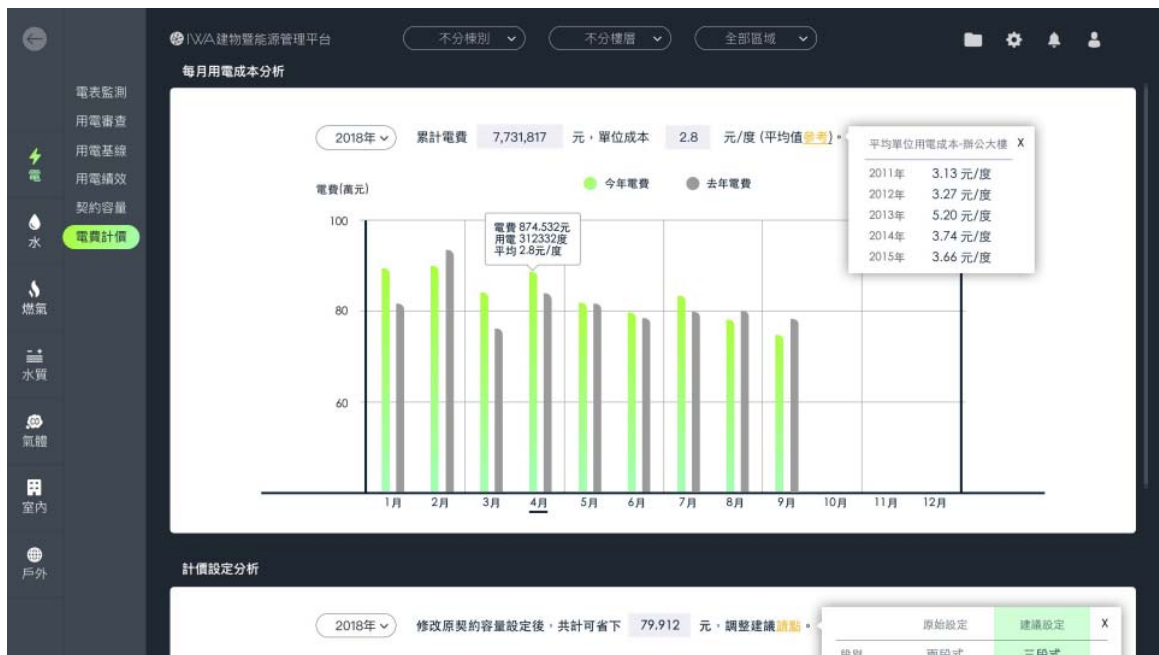 IWA建物暨能源管理平台
不分棟別
不分樓層
全部區域
每月用電成本分析
電表監測
用電審查
用電基線
用電績效
契約容量
電費計價
電
水
燃氣
水質
氣體
室內
戶外
2018年
累計電費 7,731,817 元，單位成本 2.8 元/度 (平均值參考)。
平均單位用電成本-辦公大樓 X
2011年 3.13 元/度
2012年 3.27 元/度
2013年 5.20 元/度
2014年 3.74 元/度
2015年 3.66 元/度
電費(萬元)
今年電費
去年電費
100
80
60
電費 874.532元
用電 312332度
平均 2.8元/度
1月 2月 3月 4月 5月 6月 7月 8月 9月 10月 11月 12月
計價設定分析
2018年
修改原契約容量設定後，共計可省下 79,912 元，調整建議請點。
原始設定 建議設定 X
段別 兩段式 三段式